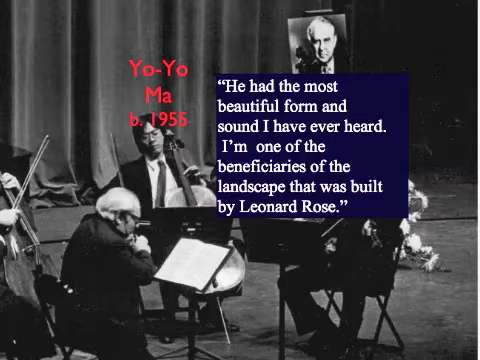 Yo-Yo
Ma
b. 1955
“He had the most
beautiful form and
sound I have ever heard.
I’m  one of the
beneficiaries of the
landscape that was built
by Leonard Rose.”